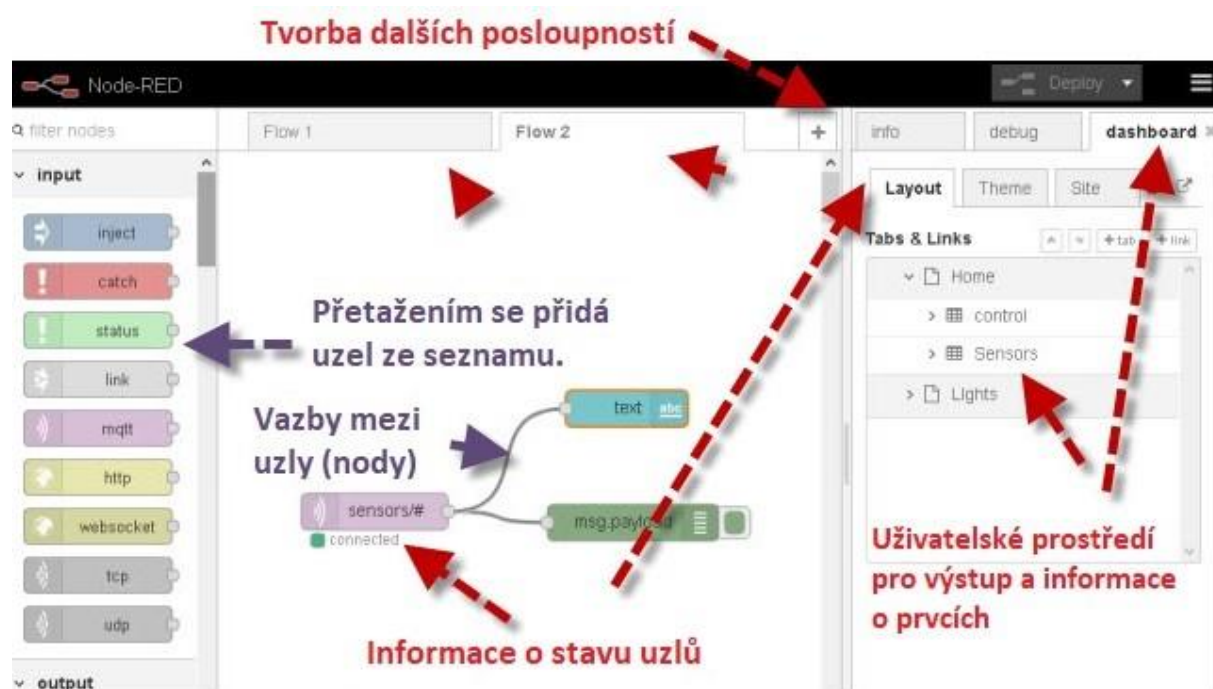 Tvorba dalších posloupností
Node-RED
Deploy
filter nodes
Flow 1
Flow 2
+
info
debug
dashboard
input
Layout
Theme
Site
inject
Tabs & Links
+tab
+link
catch
Home
status
Přetažením se přidá
uzel ze seznamu.
control
link
Sensors
mqtt
Vazby mezi
uzly (nody)
text
abc
Lights
http
sensors/#
msg.payload
websocket
connected
Uživatelské prostředí
pro výstup a informace
o prvcích
tcp
udp
Informace o stavu uzlů
output